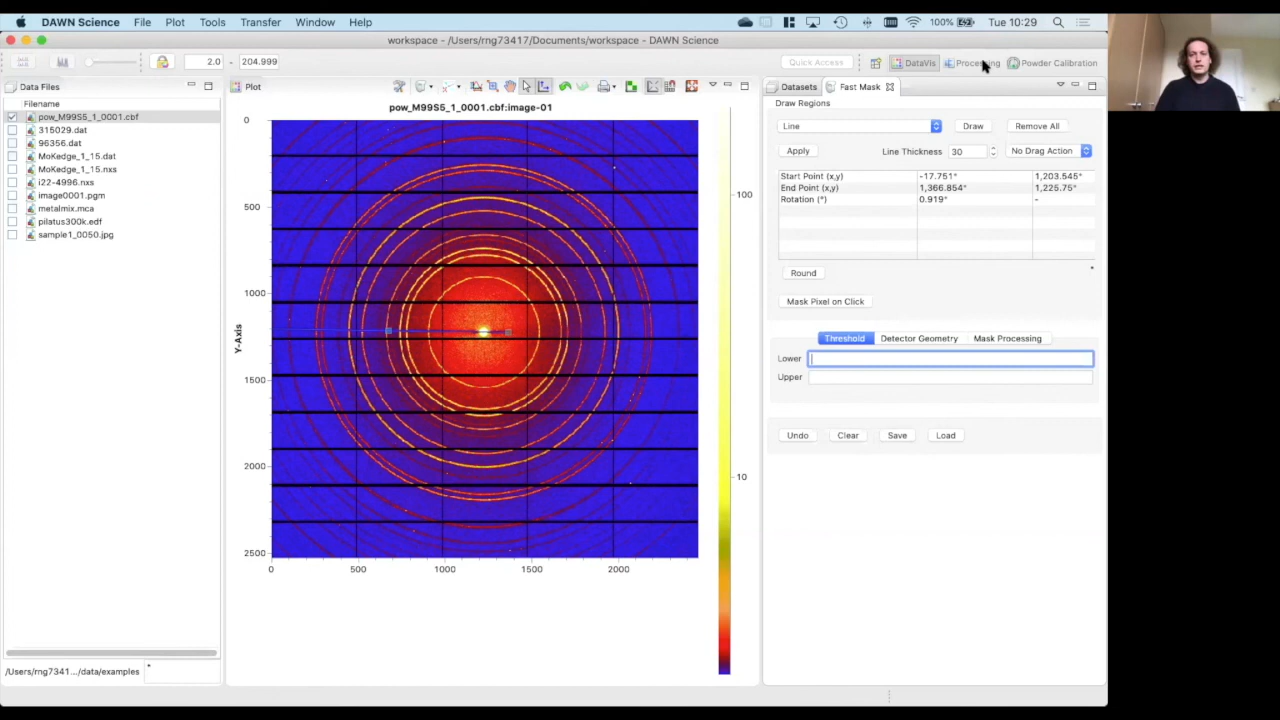 DAWN Science File Plot Tools Transfer Window Help 100% Tue 10:29
workspace - /Users/rng73417/Documents/workspace - DAWN Science
2.0 - 204.999 Quick Access DataVis Processing Powder Calibration
Data Files
Filename
pow_M99S5_1_0001.cbf
315029.dat
96356.dat
MoKedge_1_15.dat
MoKedge_1_15.nxs
i22-4996.nxs
image0001.pgm
metalmix.mca
pilatus300k.edf
sample1_0050.jpg
/Users/rng7341.../data/examples
Plot
pow_M99S5_1_0001.cbf:image-01
Y-Axis
0
500
1000
1500
2000
2500
0 500 1000 1500 2000
100
10
Datasets Fast Mask
Draw Regions
Line Draw Remove All
Apply Line Thickness 30 No Drag Action
Start Point (x,y) -17.751° 1,203.545°
End Point (x,y) 1,366.854° 1,225.75°
Rotation (°) 0.919° -
Round
Mask Pixel on Click
Threshold Detector Geometry Mask Processing
Lower
Upper
Undo Clear Save Load